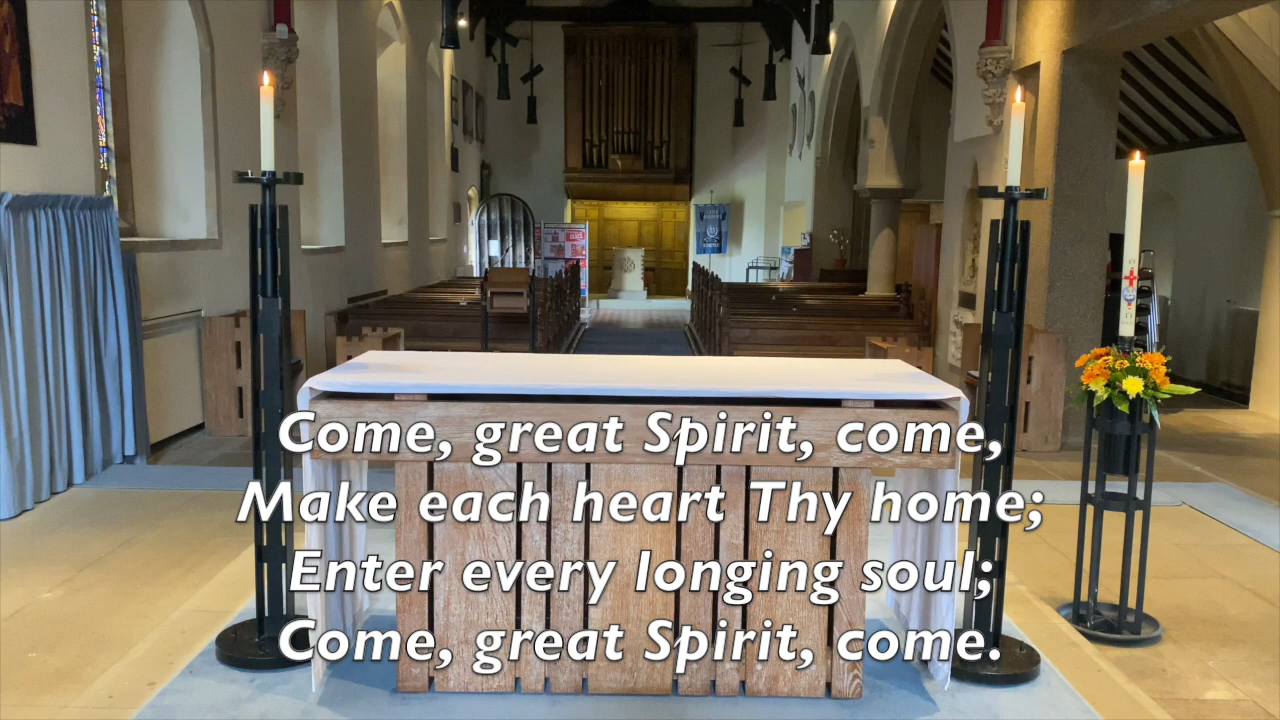 Come, great Spirit, come,
Make each heart Thy home;
Enter every longing soul;
Come, great Spirit, come.